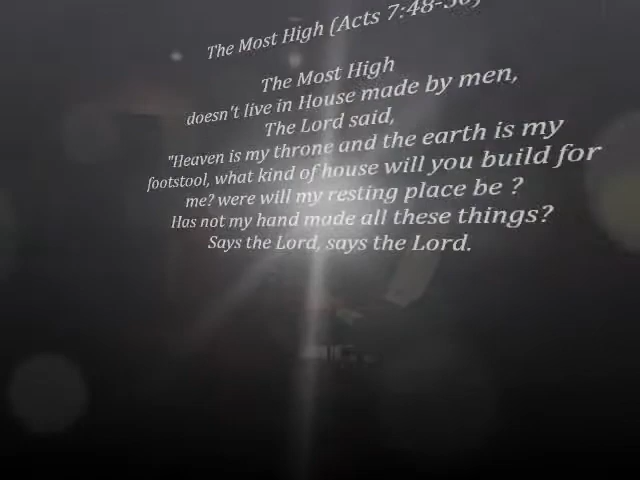 The Most High (Acts 7:48-50)
The Most High
doesn't live in House made by men,
The Lord said,
"Heaven is my throne and the earth is my
footstool, what kind of house will you build for
me? were will my resting place be ?
Has not my hand made all these things?
Says the Lord, says the Lord.